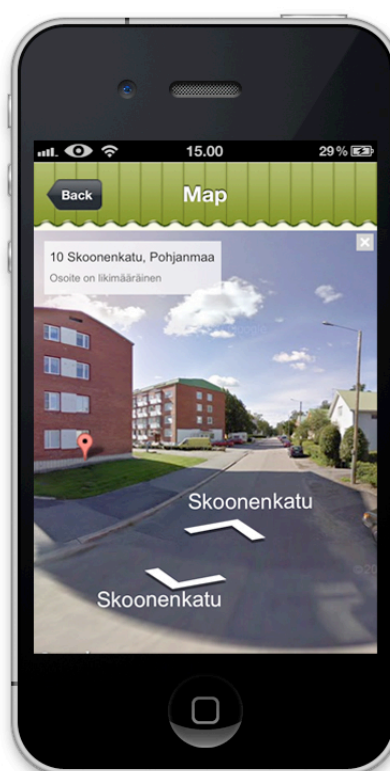 15.00
29%
Back
Map
10 Skoonenkatu, Pohjanmaa
Osoite on likimääräinen
Skoonenkatu
Skoonenkatu